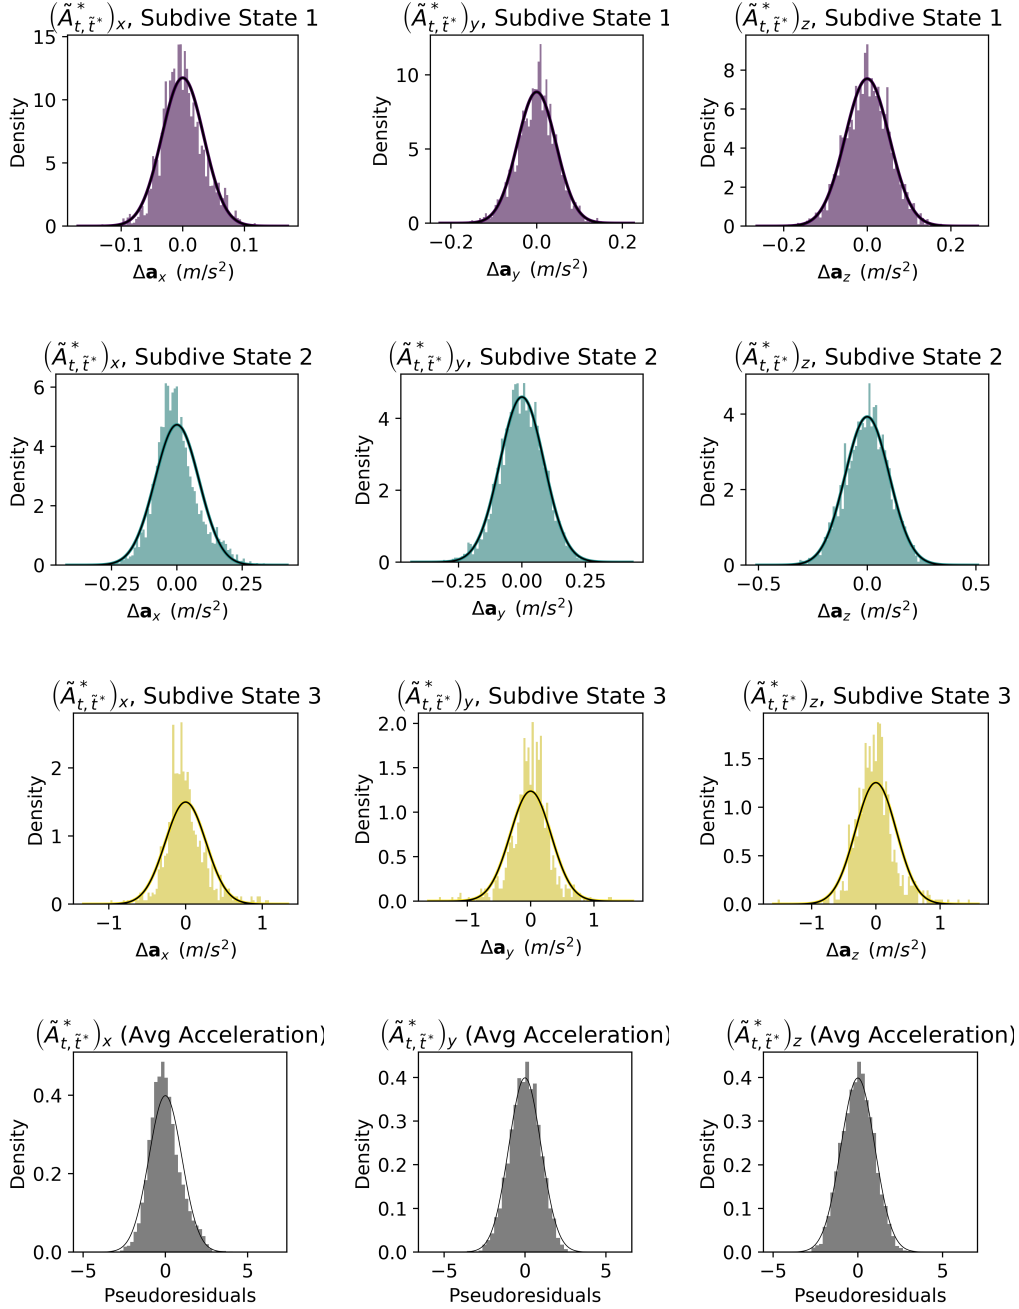 (Ã*t,t̃*)x, Subdive State 1
15
10
5
0
Density
−0.1 0.0 0.1
Δax (m/s²)
(Ã*t,t̃*)y, Subdive State 1
10
5
0
Density
−0.2 0.0 0.2
Δay (m/s²)
(Ã*t,t̃*)z, Subdive State 1
8
6
4
2
0
Density
−0.2 0.0 0.2
Δaz (m/s²)
(Ã*t,t̃*)x, Subdive State 2
6
4
2
0
Density
−0.25 0.00 0.25
Δax (m/s²)
(Ã*t,t̃*)y, Subdive State 2
4
2
0
Density
−0.25 0.00 0.25
Δay (m/s²)
(Ã*t,t̃*)z, Subdive State 2
4
2
0
Density
−0.5 0.0 0.5
Δaz (m/s²)
(Ã*t,t̃*)x, Subdive State 3
2
1
0
Density
−1 0 1
Δax (m/s²)
(Ã*t,t̃*)y, Subdive State 3
2.0
1.5
1.0
0.5
0.0
Density
−1 0 1
Δay (m/s²)
(Ã*t,t̃*)z, Subdive State 3
1.5
1.0
0.5
0.0
Density
−1 0 1
Δaz (m/s²)
(Ã*t,t̃*)x (Avg Acceleration)
0.4
0.2
0.0
Density
−5 0 5
Pseudoresiduals
(Ã*t,t̃*)y (Avg Acceleration)
0.4
0.3
0.2
0.1
0.0
Density
−5 0 5
Pseudoresiduals
(Ã*t,t̃*)z (Avg Acceleration)
0.4
0.3
0.2
0.1
0.0
Density
−5 0 5
Pseudoresiduals